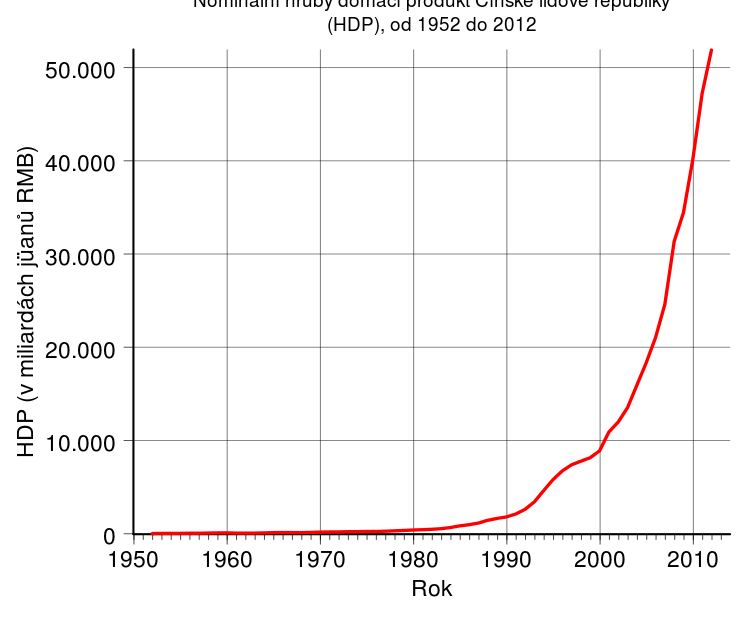 Nominální hrubý domácí produkt Čínské lidové republiky
(HDP), od 1952 do 2012
50.000
40.000
30.000
20.000
10.000
0
HDP (v miliardách jüanů RMB)
1950 1960 1970 1980 1990 2000 2010
Rok